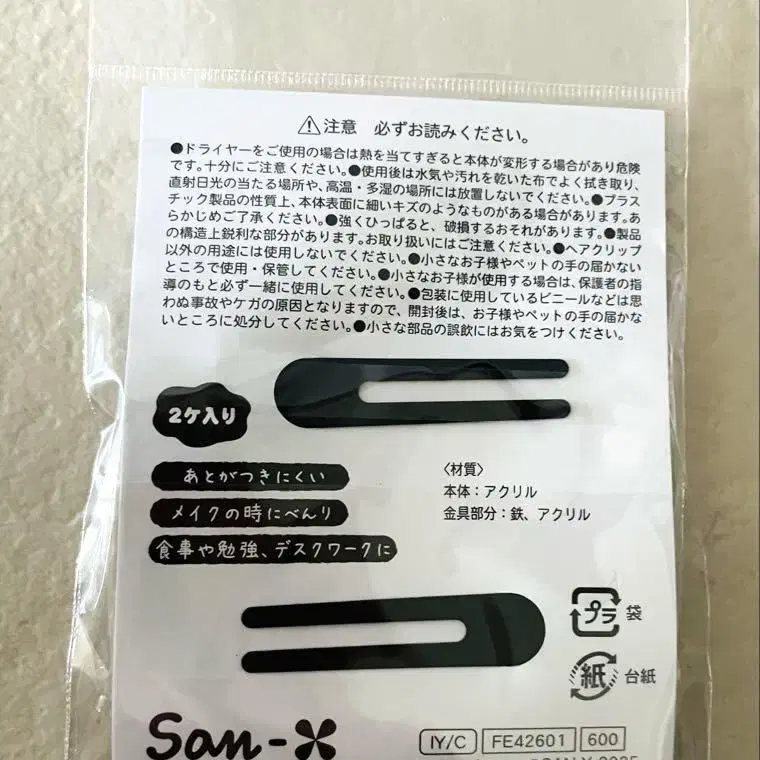 ⚠注意 必ずお読みください。
●ドライヤーをご使用の場合は熱を当てすぎると本体が変形する場合があり危険
です。十分にご注意ください。●使用後は水気や汚れを乾いた布でよく拭き取り、
直射日光の当たる場所や、高温・多湿の場所には放置しないでください。●プラス
チック製品の性質上、本体表面に細いキズのようなものがある場合があります。あ
らかじめご了承ください。●強くひっぱると、破損するおそれがあります。●製品
の構造上鋭利な部分があります。お取り扱いにはご注意ください。●ヘアクリップ
以外の用途には使用しないでください。●小さなお子様やペットの手の届かない
ところで使用・保管してください。●小さなお子様が使用する場合は、保護者の指
導のもと必ず一緒に使用してください。●包装に使用しているビニールなどは思
わぬ事故やケガの原因となりますので、開封後は、お子様やペットの手の届かな
いところに処分してください。●小さな部品の誤飲にはお気をつけください。
2ケ入り
あとがつきにくい
メイクの時にべんり
食事や勉強、デスクワークに
〈材質〉
本体：アクリル
金具部分：鉄、アクリル
プラ 袋
紙 台紙
San-X
IY/C FE42601 600